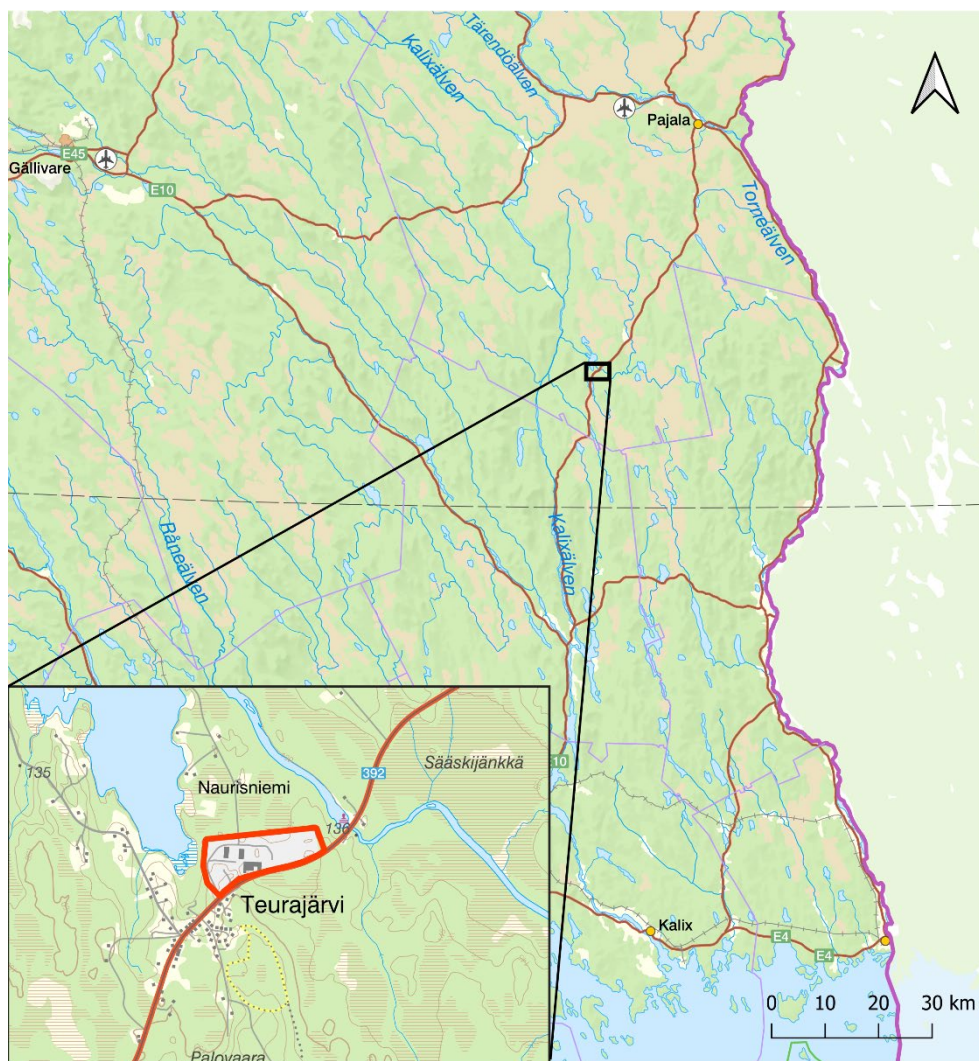 Tärendöälven
Kalixälven
Pajala
E45
Gällivare
E10
Torneälven
Råneälven
Kalixälven
E10
135
Naurisniemi
392
Sääskijänkkä
136
Teurajärvi
Palovaara
Kalix
E4
E4
0 10 20 30 km